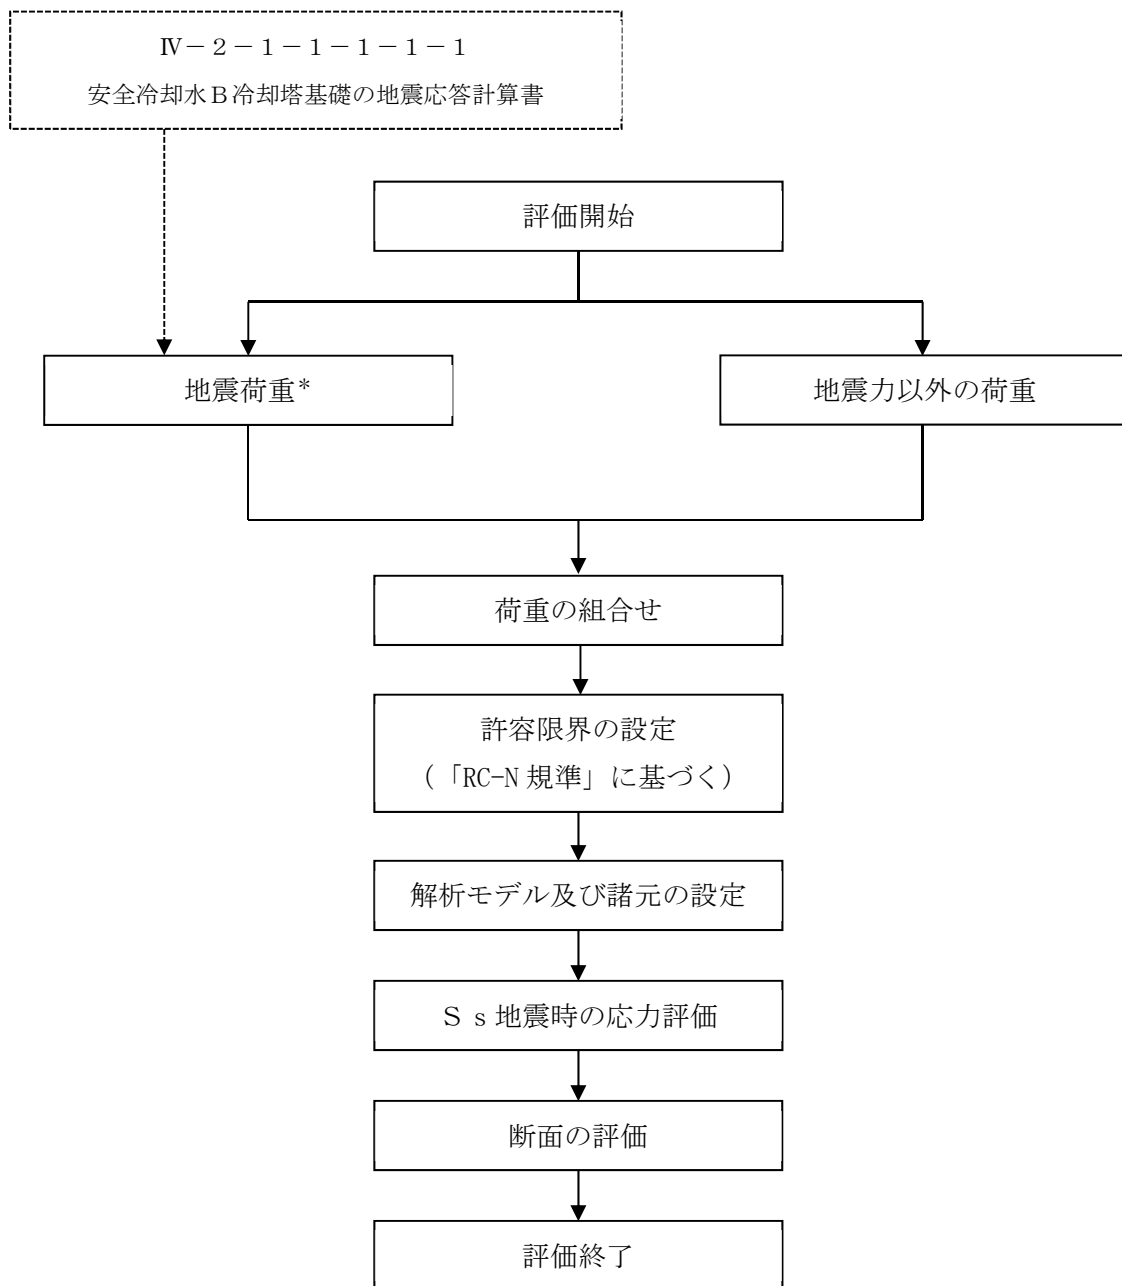 Ⅳ－２－１－１－１－１－１
安全冷却水Ｂ冷却塔基礎の地震応答計算書
評価開始
地震荷重*
地震力以外の荷重
荷重の組合せ
許容限界の設定
（「RC-N 規準」に基づく）
解析モデル及び諸元の設定
Ｓｓ地震時の応力評価
断面の評価
評価終了